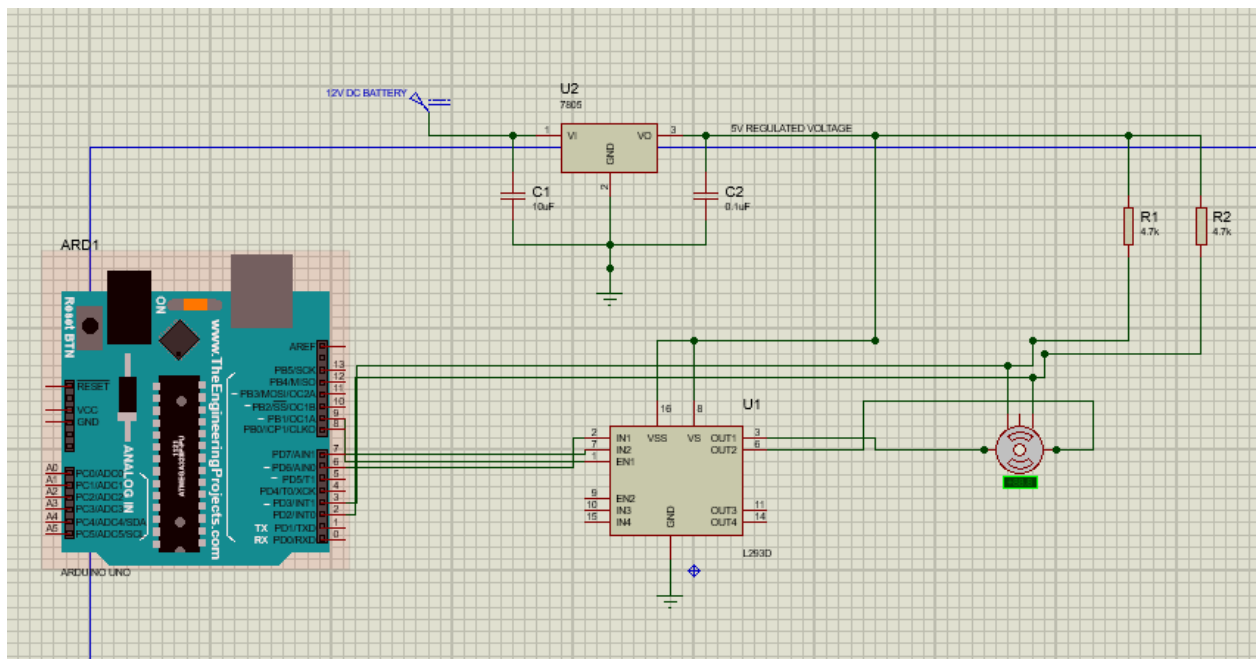 12V DC BATTERY
U2
7805
1
VI
VO
3
5V REGULATED VOLTAGE
GND
2
C1
10uF
C2
0.1uF
R1
4.7k
R2
4.7k
ARD1
Reset BTN
ON
www.TheEngineeringProjects.com
AREF
PB5/SCK 13
PB4/MISO 12
~PB3/MOSI/OC2A 11
~PB2/SS/OC1B 10
~PB1/OC1A 9
PB0/ICP1/CLKO 8
RESET
VCC
GND
ANALOG IN
PD7/AIN1 7
~PD6/AIN0 6
~PD5/T1 5
PD4/T0/XCK 4
~PD3/INT1 3
PD2/INT0 2
TX PD1/TXD 1
RX PD0/RXD 0
A0 PC0/ADC0
A1 PC1/ADC1
A2 PC2/ADC2
A3 PC3/ADC3
A4 PC4/ADC4/SDA
A5 PC5/ADC5/SCL
ARDUINO UNO
U1
16 8
2 IN1 VSS VS OUT1 3
7 IN2 OUT2 6
1 EN1
9 EN2
10 IN3 OUT3 11
15 IN4 OUT4 14
GND
L293D